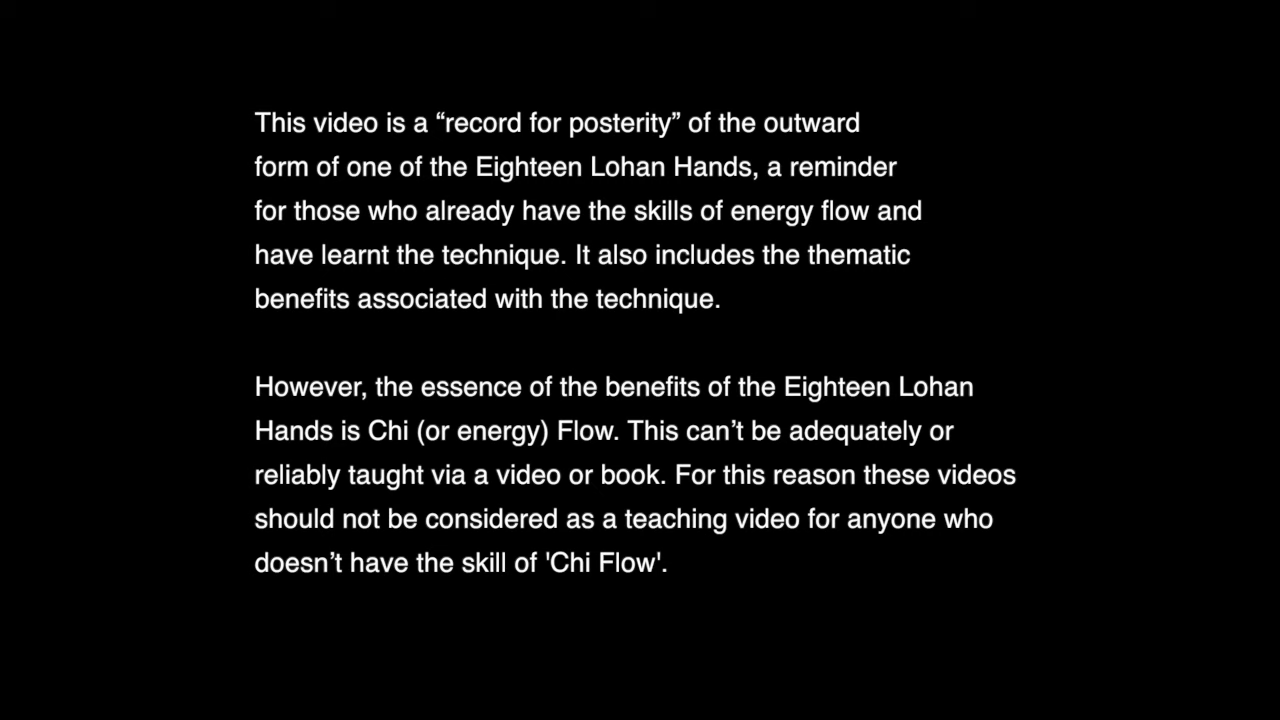 This video is a “record for posterity” of the outward
form of one of the Eighteen Lohan Hands, a reminder
for those who already have the skills of energy flow and
have learnt the technique. It also includes the thematic
benefits associated with the technique.
However, the essence of the benefits of the Eighteen Lohan
Hands is Chi (or energy) Flow. This can’t be adequately or
reliably taught via a video or book. For this reason these videos
should not be considered as a teaching video for anyone who
doesn’t have the skill of 'Chi Flow'.